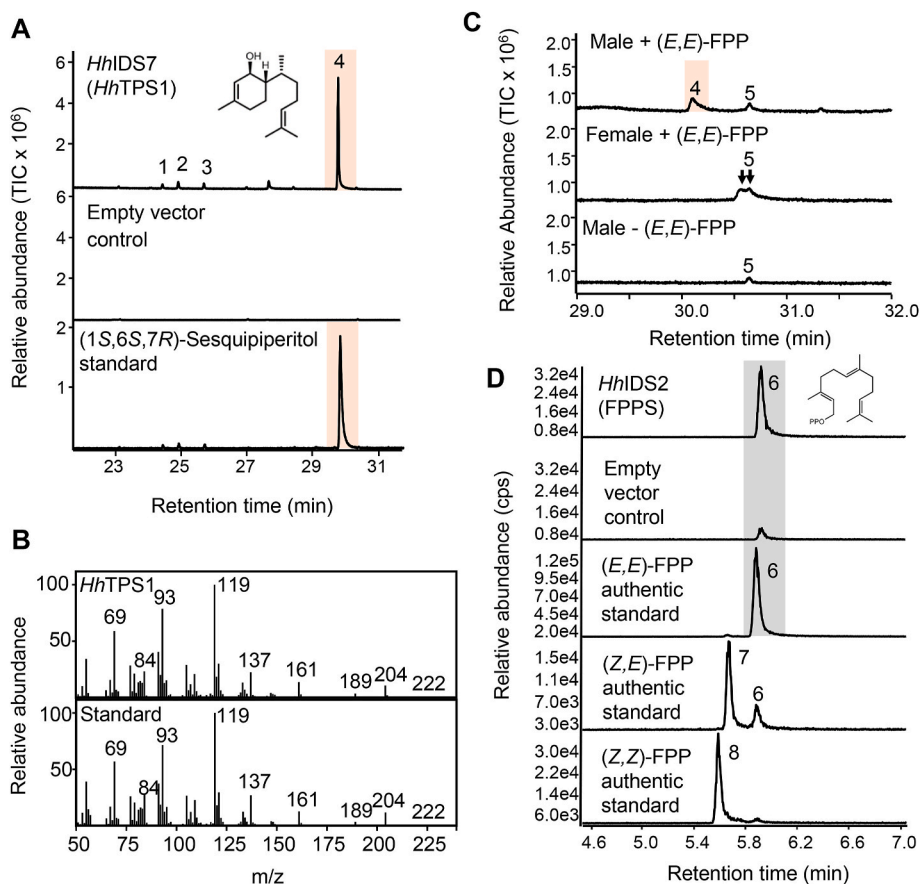 A
HhIDS7
(HhTPS1)
OH
H
4
6
4
2
1 2 3
Empty vector
control
6
4
2
(1S,6S,7R)-Sesquipiperitol
standard
2
1
23 25 27 29 31
Retention time (min)
Relative abundance (TIC x 10⁶)
B
HhTPS1
100
50
69
84
93
119
137
161
189
204
222
Standard
100
50
69
84
93
119
137
161
189
204
222
50 75 100 125 150 175 200 225
m/z
Relative abundance
C
Male + (E,E)-FPP
2.0
1.5
1.0
4
5
Female + (E,E)-FPP
2.0
1.5
1.0
5
Male - (E,E)-FPP
2.0
1.5
1.0
5
29.0 30.0 31.0 32.0
Retention time (min)
Relative Abundance (TIC x 10⁶)
D
HhIDS2
(FPPS)
3.2e4
2.4e4
1.6e4
0.8e4
6
PPO
Empty
vector
control
3.2e4
2.4e4
1.6e4
0.8e4
(E,E)-FPP
authentic
standard
1.2e5
9.5e4
7.0e4
4.5e4
2.0e4
6
(Z,E)-FPP
authentic
standard
1.5e4
1.1e4
7.0e3
3.0e3
7
6
(Z,Z)-FPP
authentic
standard
3.0e4
2.2e4
1.4e4
6.0e3
8
4.6 5.0 5.4 5.8 6.2 6.6 7.0
Retention time (min)
Relative abundance (cps)